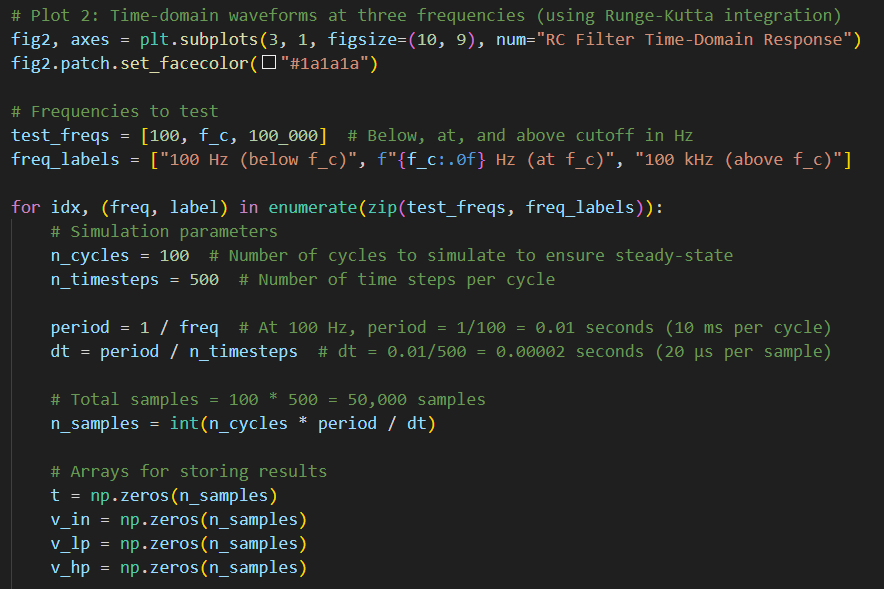 # Plot 2: Time-domain waveforms at three frequencies (using Runge-Kutta integration)
fig2, axes = plt.subplots(3, 1, figsize=(10, 9), num="RC Filter Time-Domain Response")
fig2.patch.set_facecolor("#1a1a1a")

# Frequencies to test
test_freqs = [100, f_c, 100_000]  # Below, at, and above cutoff in Hz
freq_labels = ["100 Hz (below f_c)", f"{f_c:.0f} Hz (at f_c)", "100 kHz (above f_c)"]

for idx, (freq, label) in enumerate(zip(test_freqs, freq_labels)):
    # Simulation parameters
    n_cycles = 100  # Number of cycles to simulate to ensure steady-state
    n_timesteps = 500  # Number of time steps per cycle

    period = 1 / freq  # At 100 Hz, period = 1/100 = 0.01 seconds (10 ms per cycle)
    dt = period / n_timesteps  # dt = 0.01/500 = 0.00002 seconds (20 µs per sample)

    # Total samples = 100 * 500 = 50,000 samples
    n_samples = int(n_cycles * period / dt)

    # Arrays for storing results
    t = np.zeros(n_samples)
    v_in = np.zeros(n_samples)
    v_lp = np.zeros(n_samples)
    v_hp = np.zeros(n_samples)